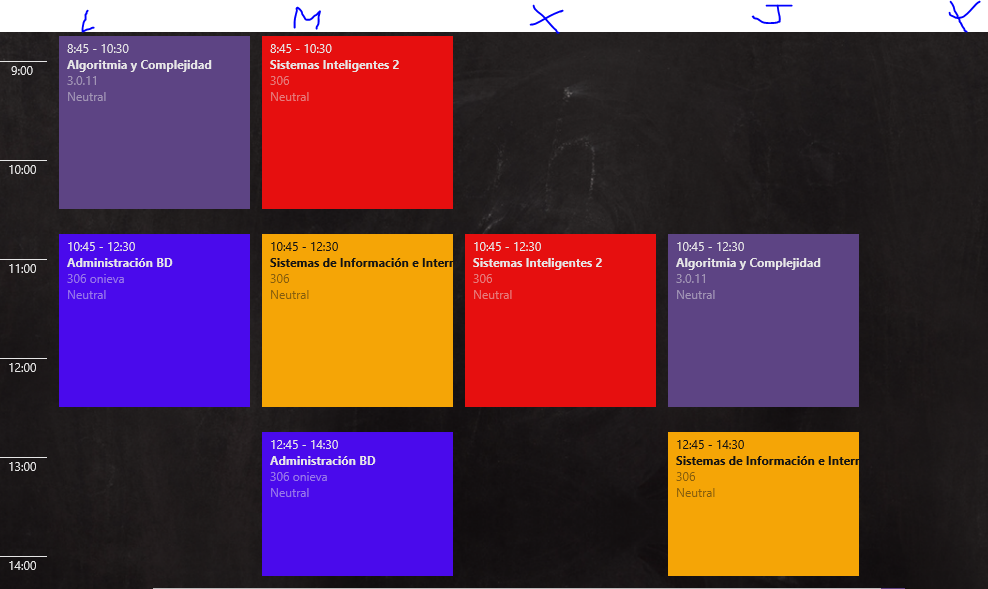 L M X J V
8:45 - 10:30
Algoritmia y Complejidad
3.0.11
Neutral
8:45 - 10:30
Sistemas Inteligentes 2
306
Neutral
9:00
10:00
10:45 - 12:30
Administración BD
306 onieva
Neutral
10:45 - 12:30
Sistemas de Información e Intern
306
Neutral
10:45 - 12:30
Sistemas Inteligentes 2
306
Neutral
10:45 - 12:30
Algoritmia y Complejidad
3.0.11
Neutral
11:00
12:00
12:45 - 14:30
Administración BD
306 onieva
Neutral
12:45 - 14:30
Sistemas de Información e Intern
306
Neutral
13:00
14:00